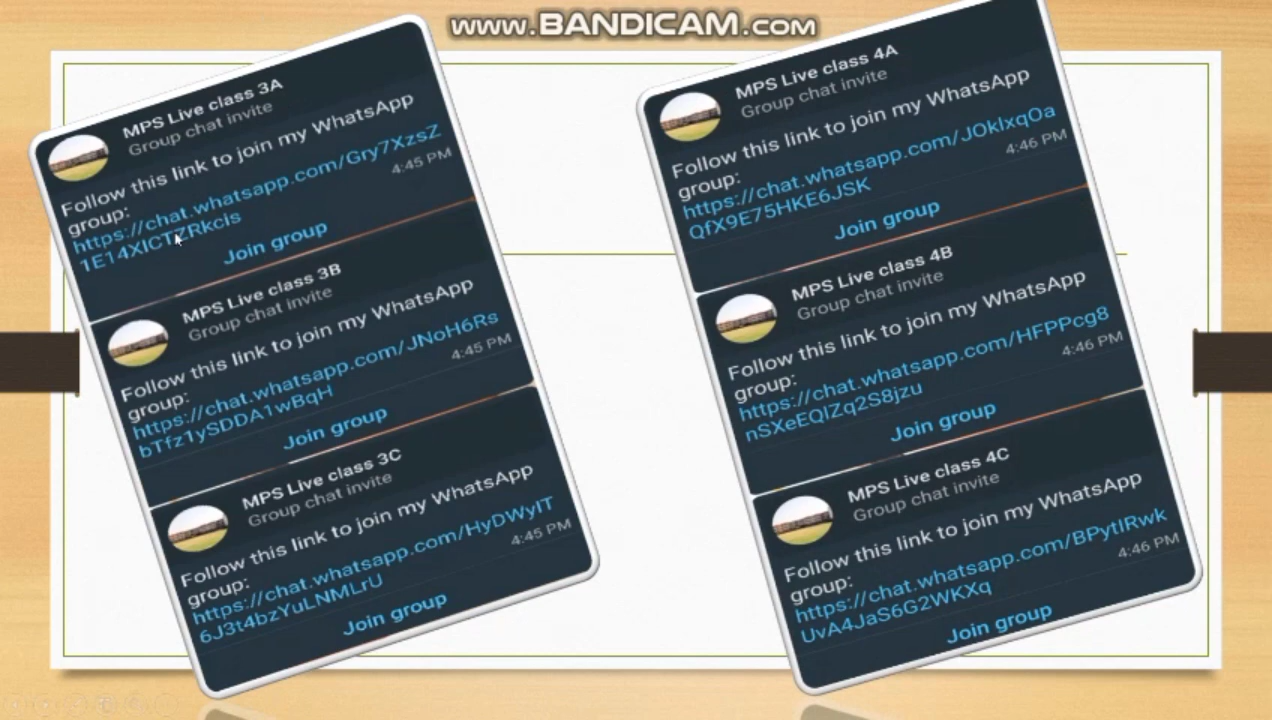 www.BANDICAM.com
MPS Live class 3A
Group chat invite
Follow this link to join my WhatsApp
group:
https://chat.whatsapp.com/Gry7XzsZ
1E14XICTZRkcis
4:45 PM
Join group
MPS Live class 3B
Group chat invite
Follow this link to join my WhatsApp
group:
https://chat.whatsapp.com/JNoH6Rs
bTfz1ySDDA1wBqH
4:45 PM
Join group
MPS Live class 3C
Group chat invite
Follow this link to join my WhatsApp
group:
https://chat.whatsapp.com/HyDWyIT
6J3t4bzYuLNMLrU
4:45 PM
Join group
MPS Live class 4A
Group chat invite
Follow this link to join my WhatsApp
group:
https://chat.whatsapp.com/JOklxqOa
QfX9E75HKE6JSK
4:46 PM
Join group
MPS Live class 4B
Group chat invite
Follow this link to join my WhatsApp
group:
https://chat.whatsapp.com/HFPPcg8
nSXeEQIZq2S8jzu
4:46 PM
Join group
MPS Live class 4C
Group chat invite
Follow this link to join my WhatsApp
group:
https://chat.whatsapp.com/BPytIRwk
UvA4JaS6G2WKXq
4:46 PM
Join group